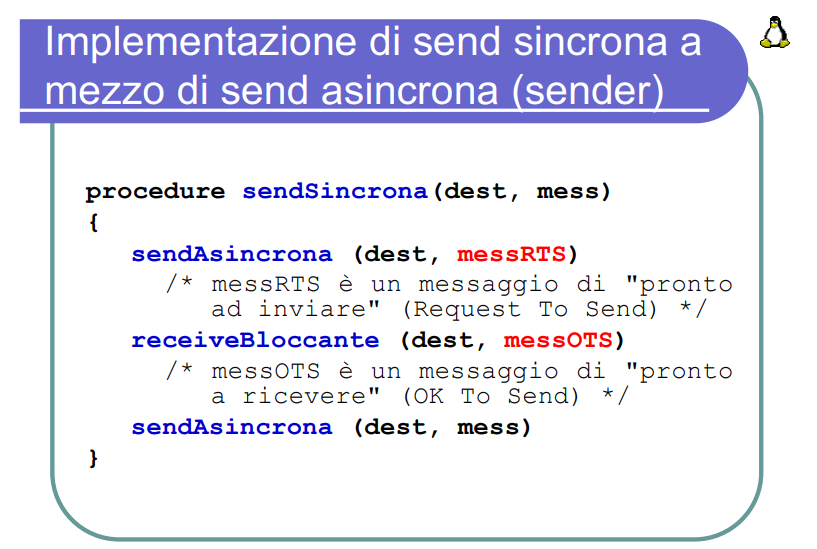 Implementazione di send sincrona a
mezzo di send asincrona (sender)
procedure sendSincrona(dest, mess)
{
sendAsincrona (dest, messRTS)
/* messRTS è un messaggio di "pronto
ad inviare" (Request To Send) */
receiveBloccante (dest, messOTS)
/* messOTS è un messaggio di "pronto
a ricevere" (OK To Send) */
sendAsincrona (dest, mess)
}